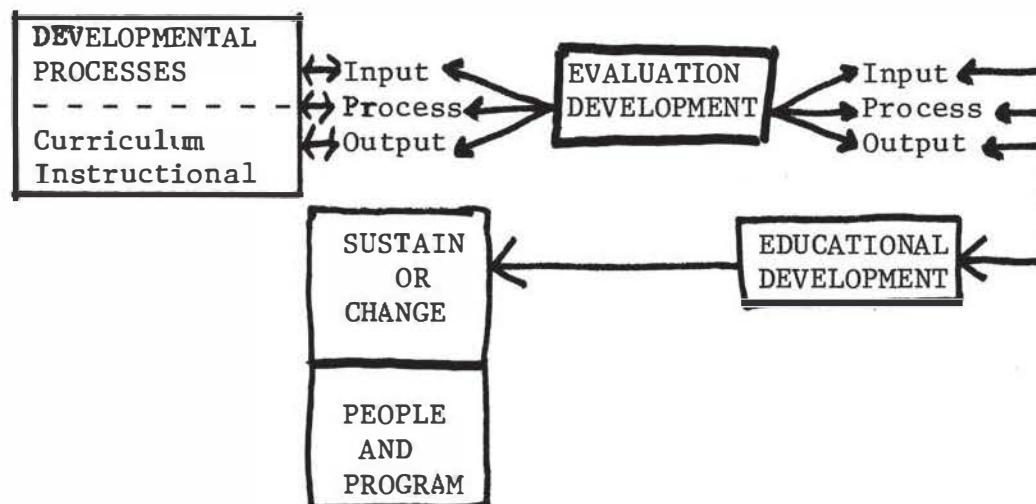 DEVELOPMENTAL
PROCESSES
Curriculum
Instructional
Input
Process
Output
EVALUATION
DEVELOPMENT
Input
Process
Output
SUSTAIN
OR
CHANGE
PEOPLE
AND
PROGRAM
EDUCATIONAL
DEVELOPMENT